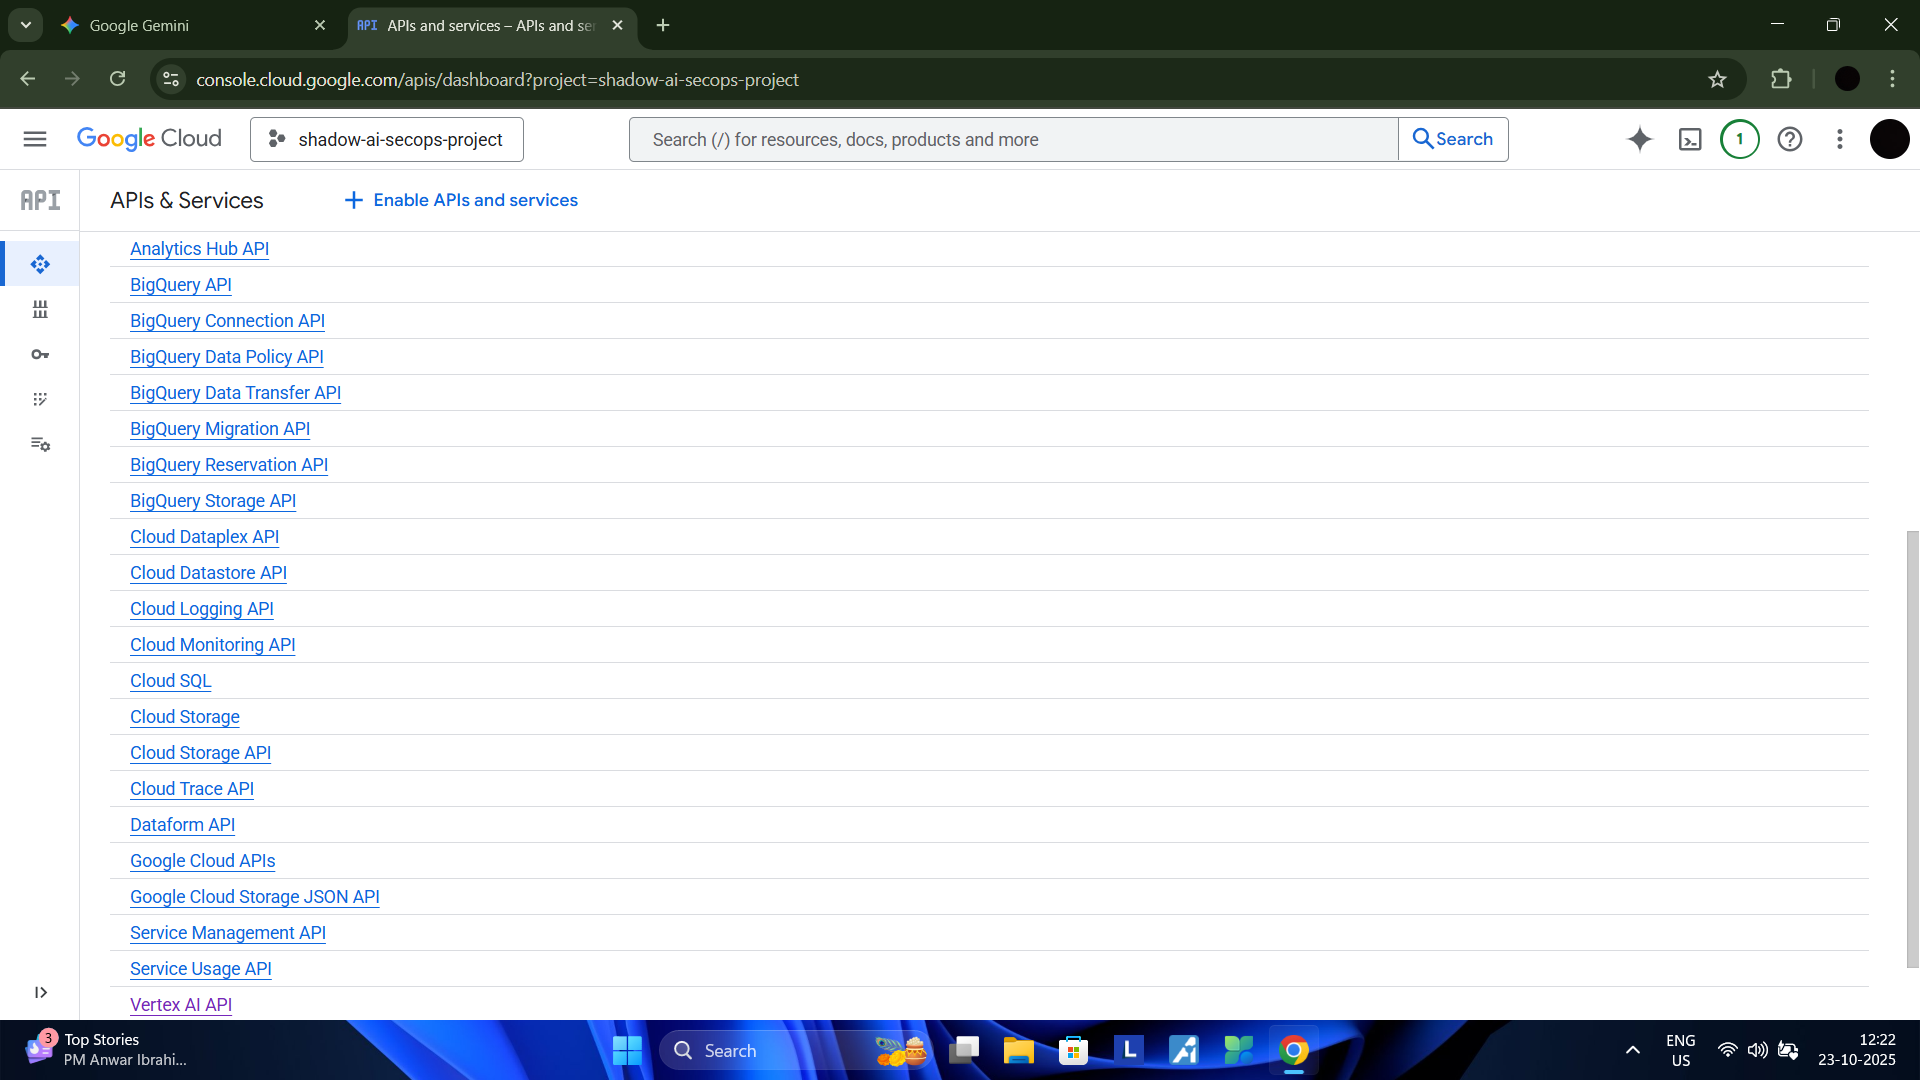 Google Gemini
API APIs and services – APIs and ser
console.cloud.google.com/apis/dashboard?project=shadow-ai-secops-project
Google Cloud
shadow-ai-secops-project
Search (/) for resources, docs, products and more
Search
1
API
APIs & Services
Enable APIs and services
Analytics Hub API
BigQuery API
BigQuery Connection API
BigQuery Data Policy API
BigQuery Data Transfer API
BigQuery Migration API
BigQuery Reservation API
BigQuery Storage API
Cloud Dataplex API
Cloud Datastore API
Cloud Logging API
Cloud Monitoring API
Cloud SQL
Cloud Storage
Cloud Storage API
Cloud Trace API
Dataform API
Google Cloud APIs
Google Cloud Storage JSON API
Service Management API
Service Usage API
Vertex AI API
3
Top Stories
PM Anwar Ibrahi...
Search
L
ENG
US
12:22
23-10-2025